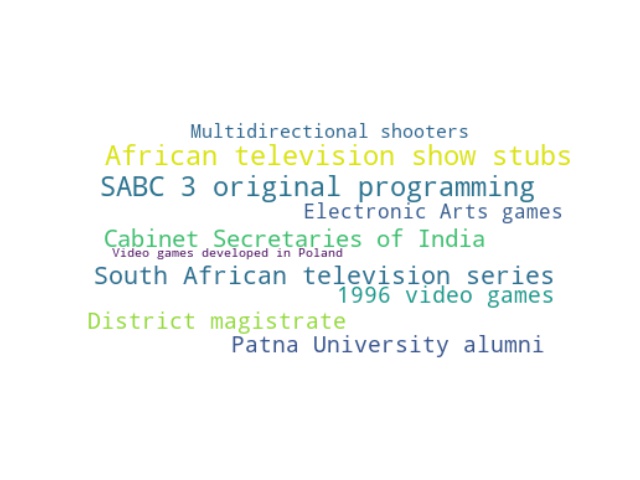 Multidirectional shooters
African television show stubs
SABC 3 original programming
Electronic Arts games
Cabinet Secretaries of India
Video games developed in Poland
South African television series
1996 video games
District magistrate
Patna University alumni